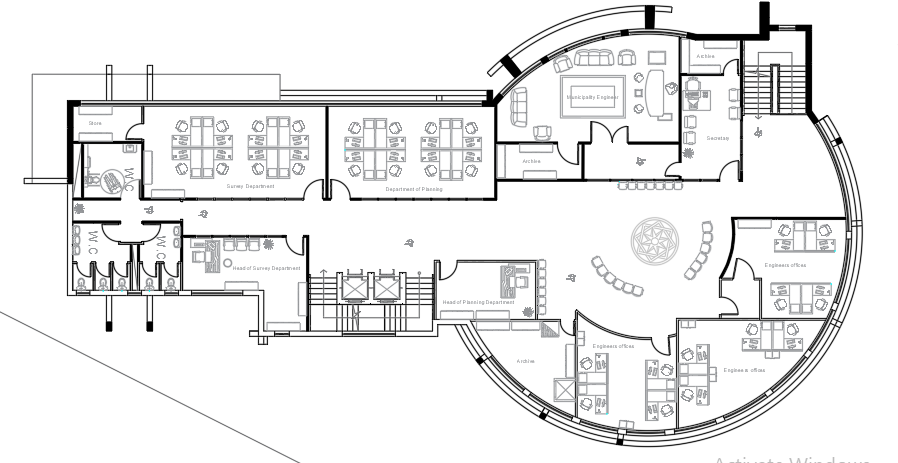 Archive
Municipality Engineer
Store
Secretary
Archive
W.c
Survey Department
Department of Planning
W.c
W.c
Head of Survey Department
Engineers offices
Head of Planning Department
Engineers offices
Archive
Engineers offices
Activate Windows